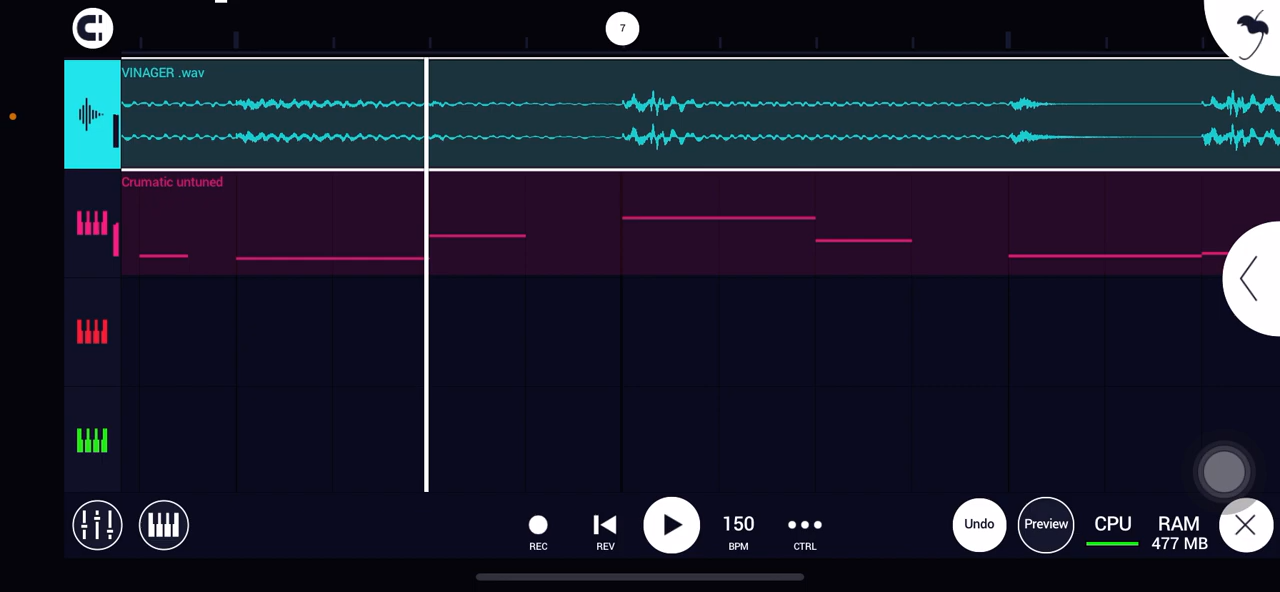 7
VINAGER .wav
Crumatic untuned
REC
REV
150
BPM
CTRL
Undo
Preview
CPU
RAM
477 MB